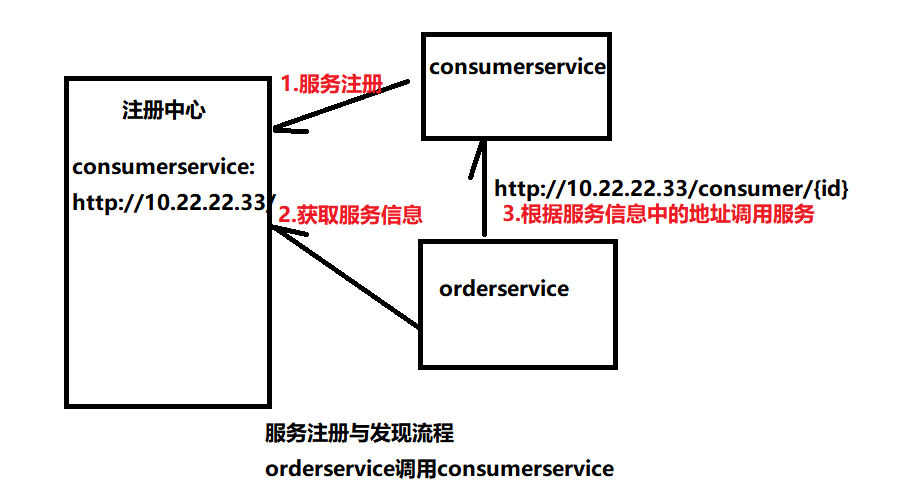 注册中心
consumerservice:
http://10.22.22.33/
1.服务注册
consumerservice
2.获取服务信息
http://10.22.22.33/consumer/{id}
3.根据服务信息中的地址调用服务
orderservice
服务注册与发现流程
orderservice调用consumerservice